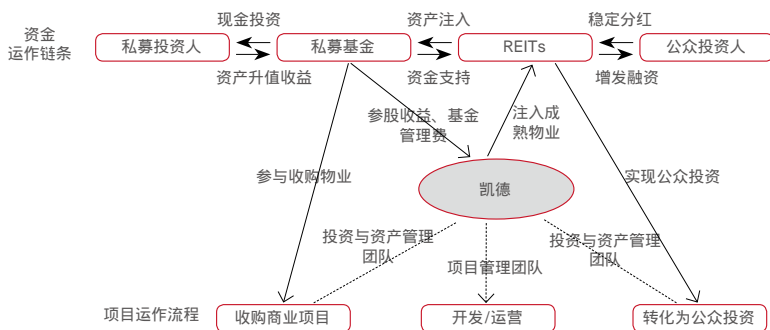 现金投资
资产注入
稳定分红
资金
运作链条
私募投资人
私募基金
REITs
公众投资人
资产升值收益
资金支持
增发融资
参股收益、基金
管理费
注入成
熟物业
参与收购物业
凯德
实现公众投资
投资与资产管理
团队
项目管理团队
投资与资产管理
团队
项目运作流程
收购商业项目
开发/运营
转化为公众投资